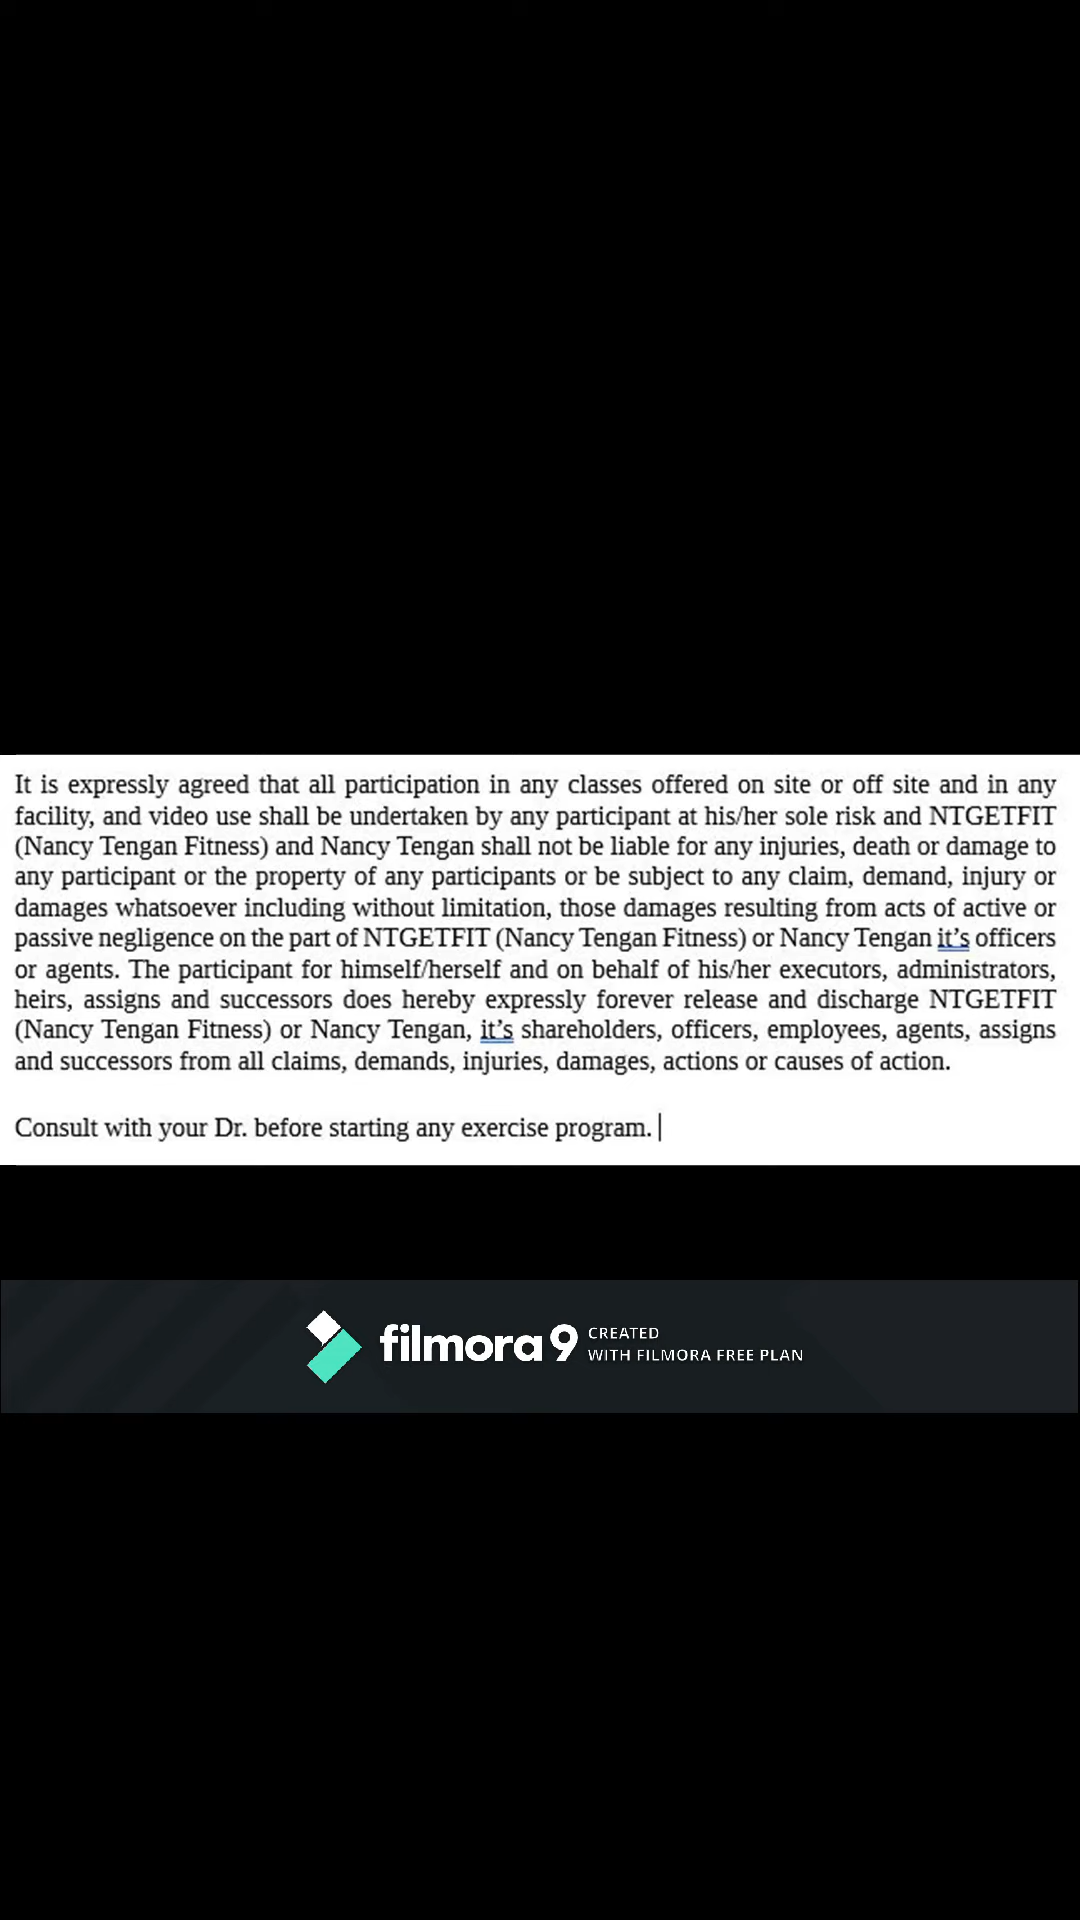 It is expressly agreed that all participation in any classes offered on site or off site and in any
facility, and video use shall be undertaken by any participant at his/her sole risk and NTGETFIT
(Nancy Tengan Fitness) and Nancy Tengan shall not be liable for any injuries, death or damage to
any participant or the property of any participants or be subject to any claim, demand, injury or
damages whatsoever including without limitation, those damages resulting from acts of active or
passive negligence on the part of NTGETFIT (Nancy Tengan Fitness) or Nancy Tengan it’s officers
or agents. The participant for himself/herself and on behalf of his/her executors, administrators,
heirs, assigns and successors does hereby expressly forever release and discharge NTGETFIT
(Nancy Tengan Fitness) or Nancy Tengan, it’s shareholders, officers, employees, agents, assigns
and successors from all claims, demands, injuries, damages, actions or causes of action.
Consult with your Dr. before starting any exercise program.
filmora9 CREATED
WITH FILMORA FREE PLAN